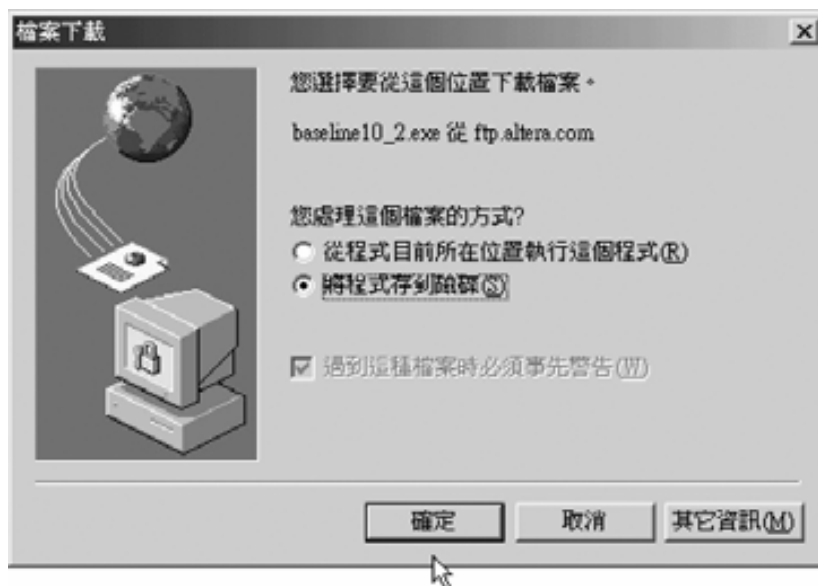 檔案下載
您選擇要從這個位置下載檔案。
baseline10_2.exe 從 ftp.altera.com
您處理這個檔案的方式?
從程式目前所在位置執行這個程式(R)
將程式存到磁碟(S)
遇到這種檔案時必須事先警告(W)
確定
取消
其它資訊(M)